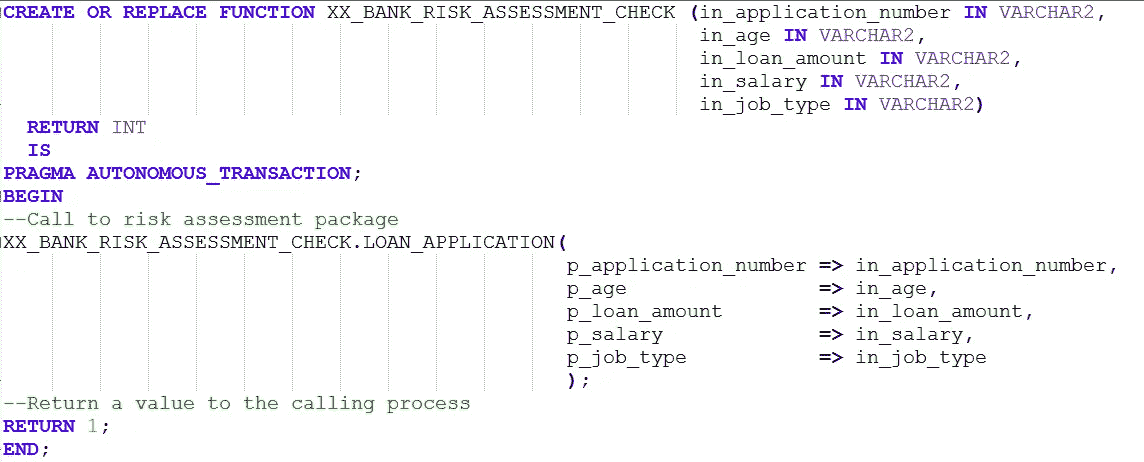 CREATE OR REPLACE FUNCTION XX_BANK_RISK_ASSESSMENT_CHECK (in_application_number IN VARCHAR2,
in_age IN VARCHAR2,
in_loan_amount IN VARCHAR2,
in_salary IN VARCHAR2,
in_job_type IN VARCHAR2)
RETURN INT
IS
PRAGMA AUTONOMOUS_TRANSACTION;
BEGIN
--Call to risk assessment package
XX_BANK_RISK_ASSESSMENT_CHECK.LOAN_APPLICATION(
p_application_number => in_application_number,
p_age => in_age,
p_loan_amount => in_loan_amount,
p_salary => in_salary,
p_job_type => in_job_type
);
--Return a value to the calling process
RETURN 1;
END;